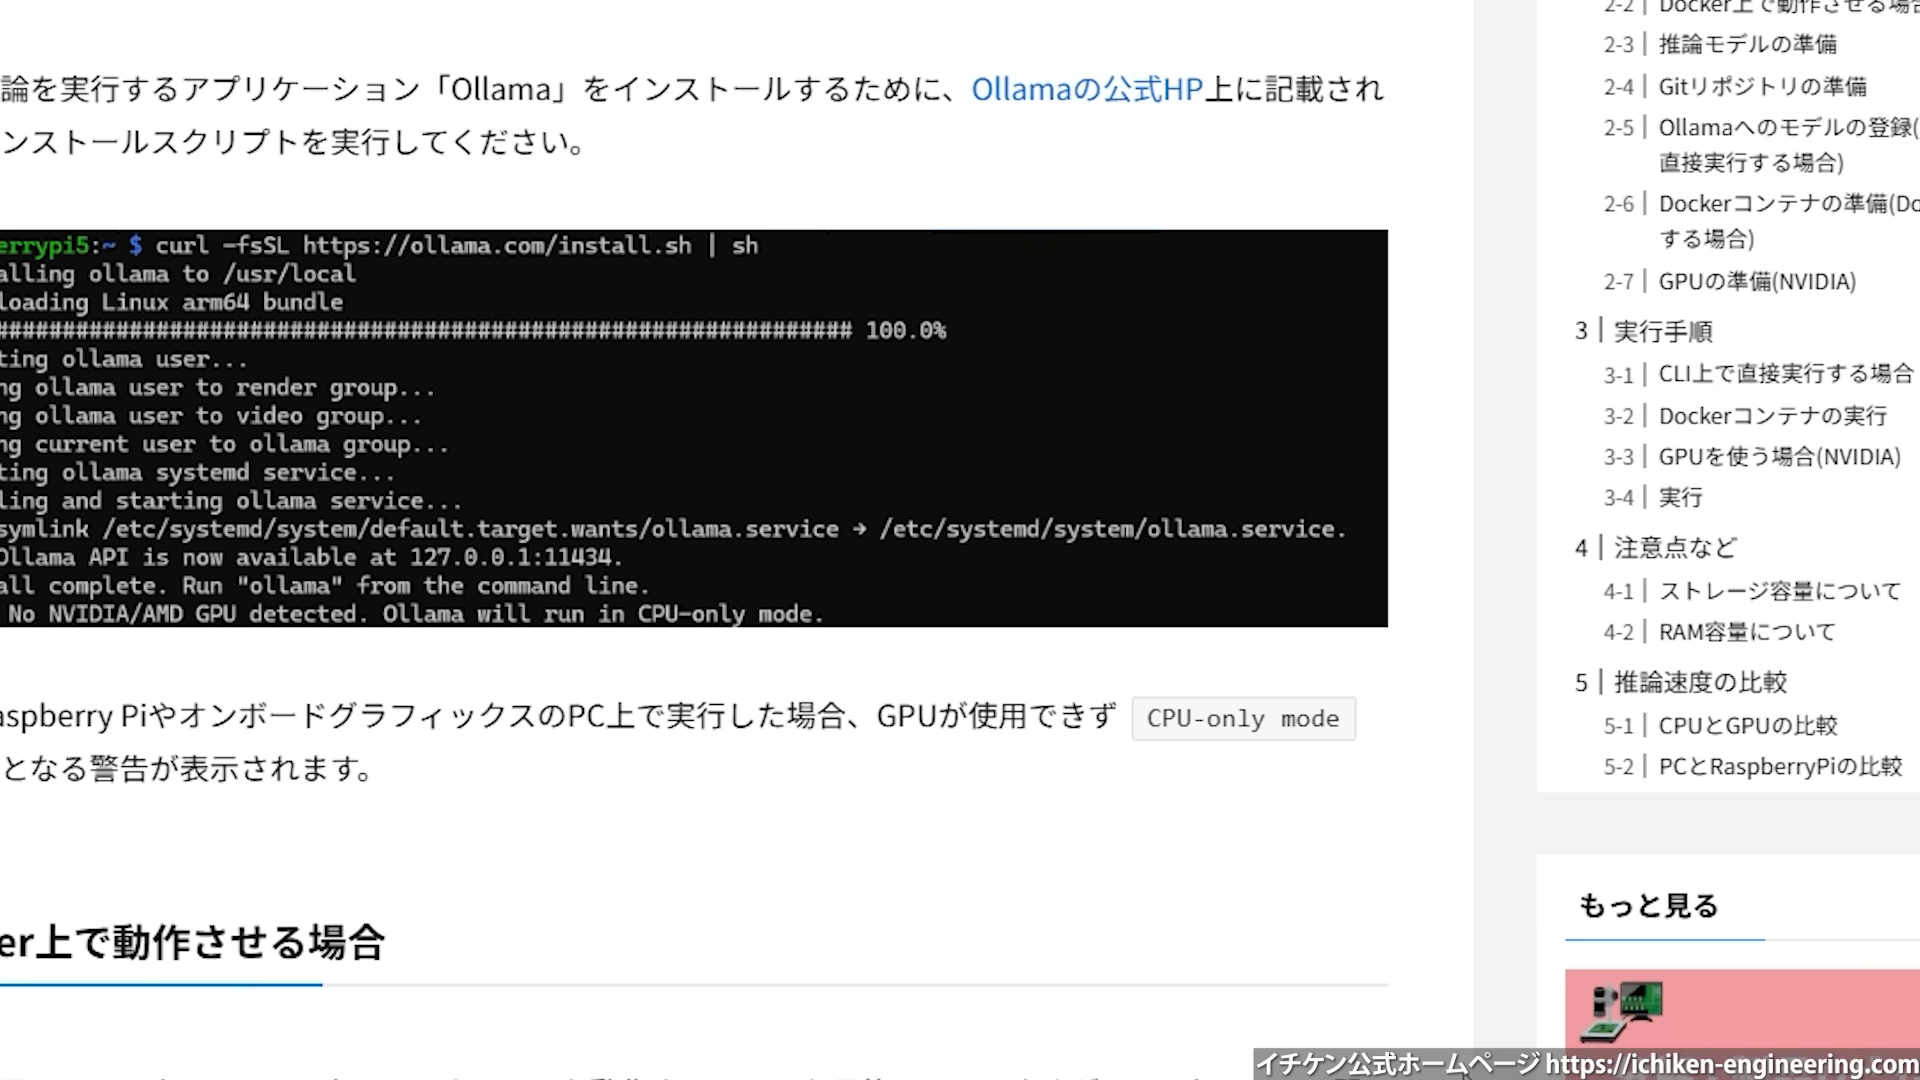 論を実行するアプリケーション「Ollama」をインストールするために、Ollamaの公式HP上に記載され
ンストールスクリプトを実行してください。
errypi5:~ $ curl -fsSL https://ollama.com/install.sh | sh
alling ollama to /usr/local
loading Linux arm64 bundle
################################################################ 100.0%
ting ollama user...
ng ollama user to render group...
ng ollama user to video group...
ng current user to ollama group...
ting ollama systemd service...
ling and starting ollama service...
symlink /etc/systemd/system/default.target.wants/ollama.service → /etc/systemd/system/ollama.service.
Ollama API is now available at 127.0.0.1:11434.
all complete. Run "ollama" from the command line.
No NVIDIA/AMD GPU detected. Ollama will run in CPU-only mode.
aspberry PiやオンボードグラフィックスのPC上で実行した場合、GPUが使用できず CPU-only mode
となる警告が表示されます。
er上で動作させる場合
2-2 Docker上で動作させる場合
2-3 推論モデルの準備
2-4 Gitリポジトリの準備
2-5 Ollamaへのモデルの登録(
直接実行する場合)
2-6 Dockerコンテナの準備(Do
する場合)
2-7 GPUの準備(NVIDIA)
3 実行手順
3-1 CLI上で直接実行する場合
3-2 Dockerコンテナの実行
3-3 GPUを使う場合(NVIDIA)
3-4 実行
4 注意点など
4-1 ストレージ容量について
4-2 RAM容量について
5 推論速度の比較
5-1 CPUとGPUの比較
5-2 PCとRaspberryPiの比較
もっと見る
イチケン公式ホームページ https://ichiken-engineering.com